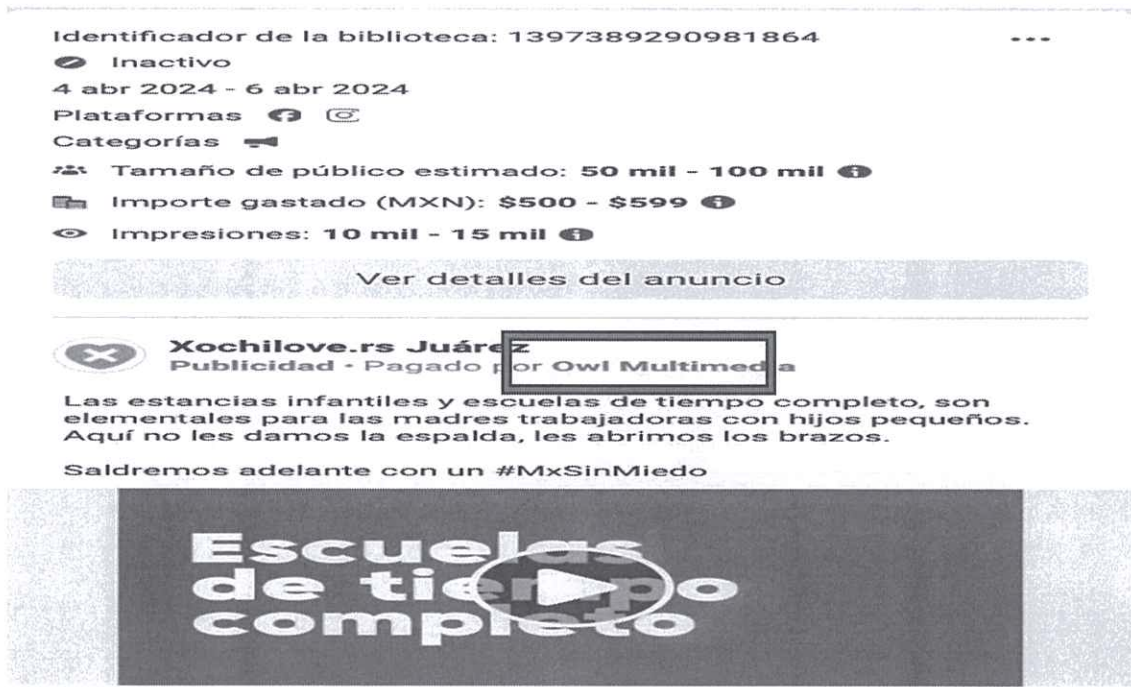 Identificador de la biblioteca: 1397389290981864
Inactivo
4 abr 2024 - 6 abr 2024
Plataformas
Categorías
Tamaño de público estimado: 50 mil - 100 mil
Importe gastado (MXN): $500 - $599
Impresiones: 10 mil - 15 mil
Ver detalles del anuncio
Xochilove.rs Juárez
Publicidad • Pagado por Owl Multimedia
Las estancias infantiles y escuelas de tiempo completo, son
elementales para las madres trabajadoras con hijos pequeños.
Aquí no les damos la espalda, les abrimos los brazos.
Saldremos adelante con un #MxSinMiedo
Escuelas
de tiempo
completo